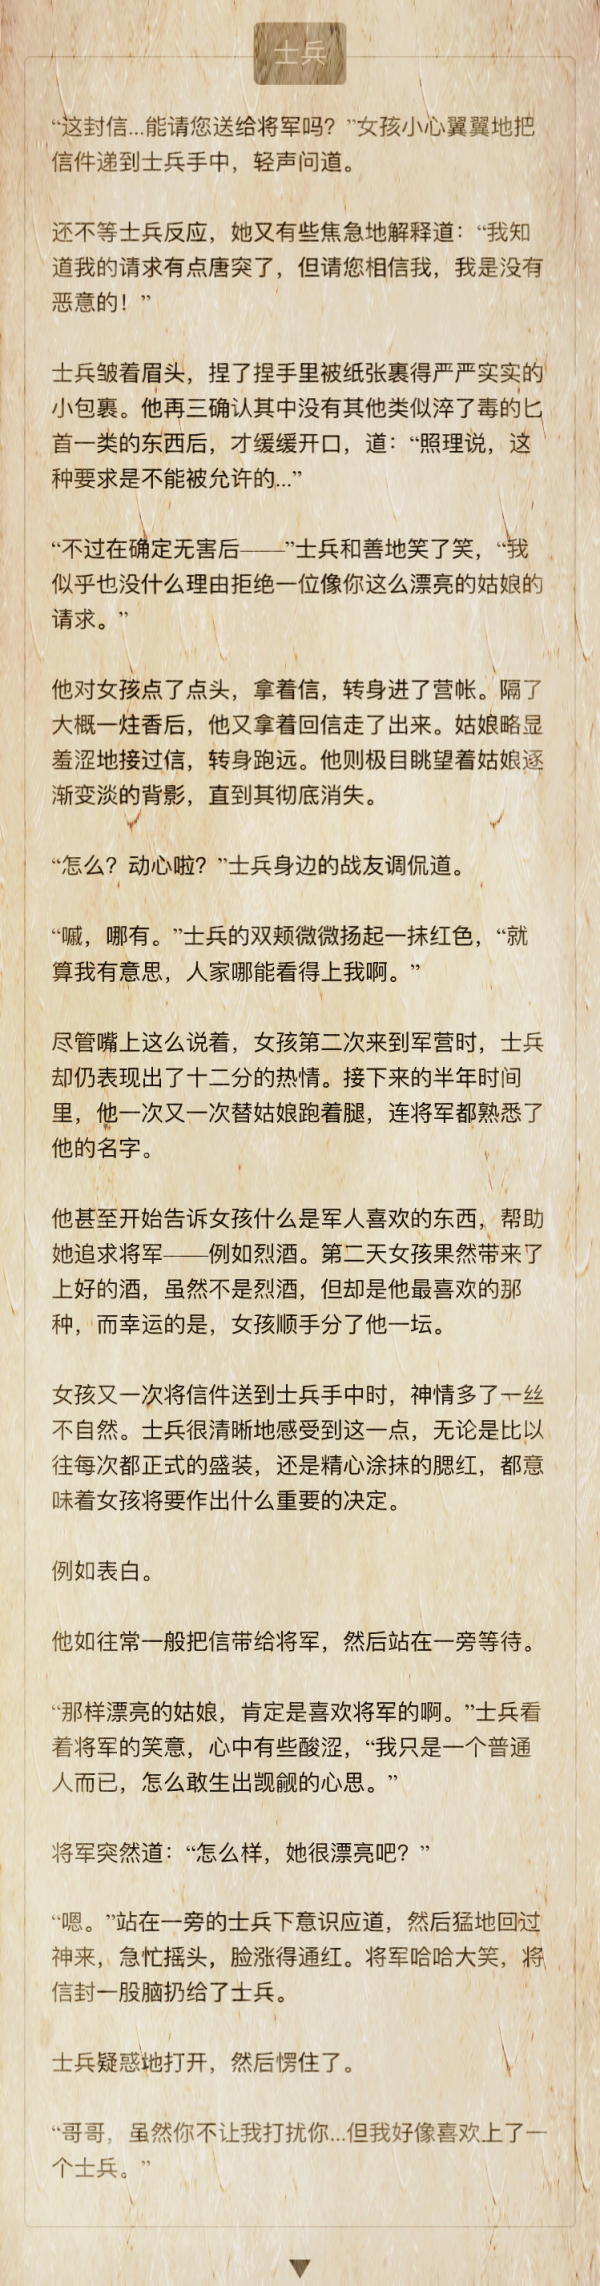 士兵
“这封信...能请您送给将军吗？”女孩小心翼翼地把
信件递到士兵手中，轻声问道。
还不等士兵反应，她又有些焦急地解释道：“我知
道我的请求有点唐突了，但请您相信我，我是没有
恶意的！”
士兵皱着眉头，捏了捏手里被纸张裹得严严实实的
小包裹。他再三确认其中没有其他类似淬了毒的匕
首一类的东西后，才缓缓开口，道：“照理说，这
种要求是不能被允许的...”
“不过在确定无害后——”士兵和善地笑了笑，“我
似乎也没什么理由拒绝一位像你这么漂亮的姑娘的
请求。”
他对女孩点了点头，拿着信，转身进了营帐。隔了
大概一炷香后，他又拿着回信走了出来。姑娘略显
羞涩地接过信，转身跑远。他则极目眺望着姑娘逐
渐变淡的背影，直到其彻底消失。
“怎么？动心啦？”士兵身边的战友调侃道。
“嘁，哪有。”士兵的双颊微微扬起一抹红色，“就
算我有意思，人家哪能看得上我啊。”
尽管嘴上这么说着，女孩第二次来到军营时，士兵
却仍表现出了十二分的热情。接下来的半年时间
里，他一次又一次替姑娘跑着腿，连将军都熟悉了
他的名字。
他甚至开始告诉女孩什么是军人喜欢的东西，帮助
她追求将军——例如烈酒。第二天女孩果然带来了
上好的酒，虽然不是烈酒，但却是他最喜欢的那
种，而幸运的是，女孩顺手分了他一坛。
女孩又一次将信件送到士兵手中时，神情多了一丝
不自然。士兵很清晰地感受到这一点，无论是比以
往每次都正式的盛装，还是精心涂抹的腮红，都意
味着女孩将要作出什么重要的决定。
例如表白。
他如往常一般把信带给将军，然后站在一旁等待。
“那样漂亮的姑娘，肯定是喜欢将军的啊。”士兵看
着将军的笑意，心中有些酸涩，“我只是一个普通
人而已，怎么敢生出觊觎的心思。”
将军突然道：“怎么样，她很漂亮吧？”
“嗯。”站在一旁的士兵下意识应道，然后猛地回过
神来，急忙摇头，脸涨得通红。将军哈哈大笑，将
信封一股脑扔给了士兵。
士兵疑惑地打开，然后愣住了。
“哥哥，虽然你不让我打扰你...但我好像喜欢上了一
个士兵。”